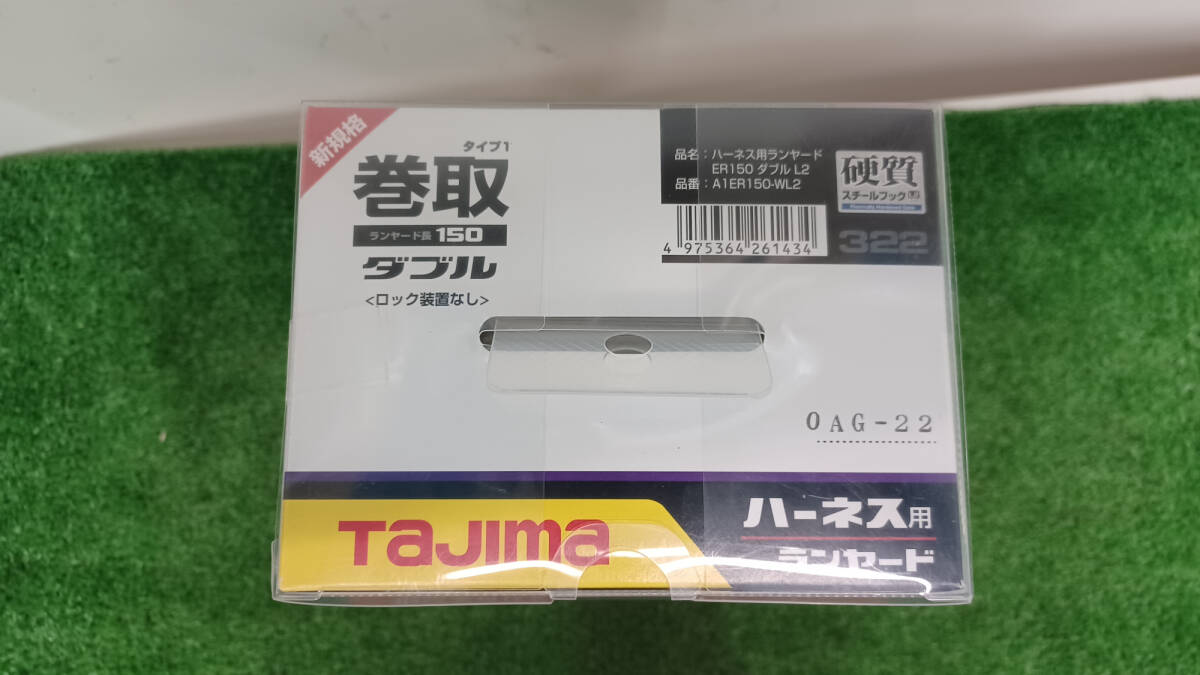 新規格
タイプ1
巻取
ランヤード長 150
ダブル
<ロック装置なし>
品名：ハーネス用ランヤード
ER150 ダブル L2
品番：A1ER150-WL2
4 975364 261434
硬質
スチールフック L2
322
0AG-22
TaJIma
ハーネス用
ランヤード